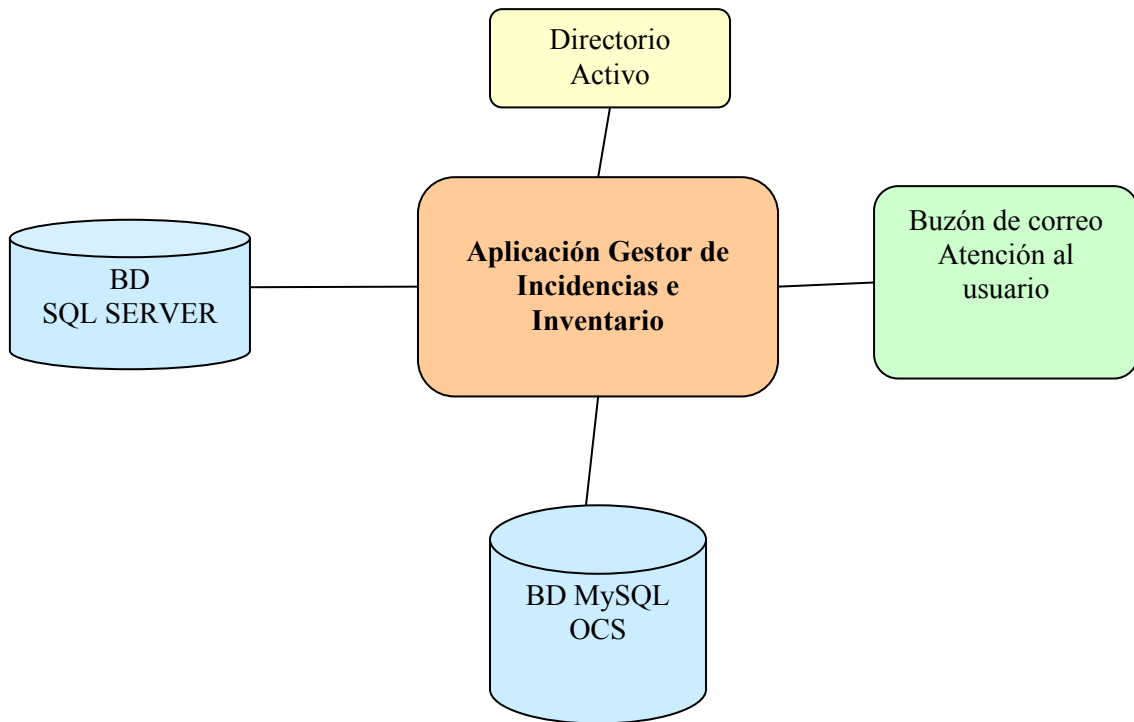 Directorio
Activo
Aplicación Gestor de
Incidencias e
Inventario
Buzón de correo
Atención al
usuario
BD
SQL SERVER
BD MySQL
OCS